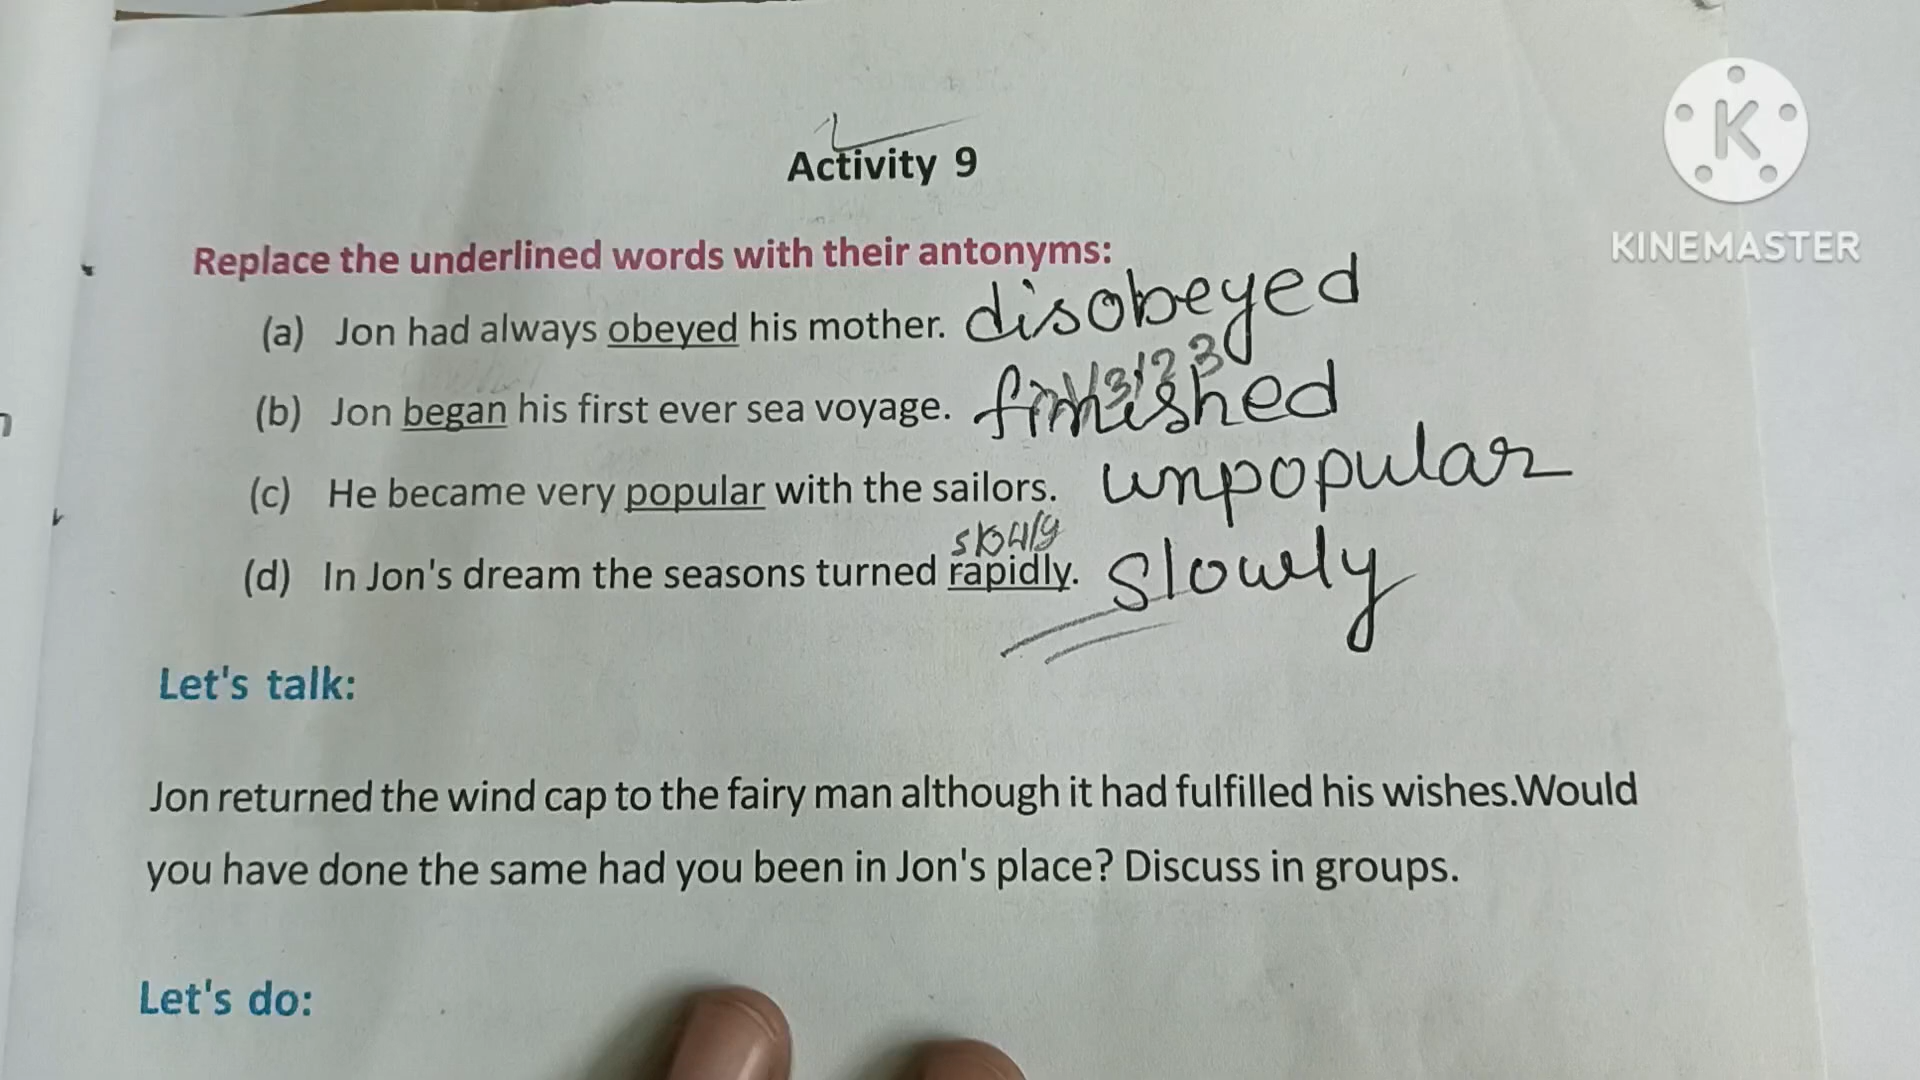 Activity 9
KINEMASTER
Replace the underlined words with their antonyms:
(a) Jon had always obeyed his mother. disobeyed
(b) Jon began his first ever sea voyage. finished
(c) He became very popular with the sailors. unpopular
slowly
(d) In Jon's dream the seasons turned rapidly. slowly
Let's talk:
Jon returned the wind cap to the fairy man although it had fulfilled his wishes.Would
you have done the same had you been in Jon's place? Discuss in groups.
Let's do: